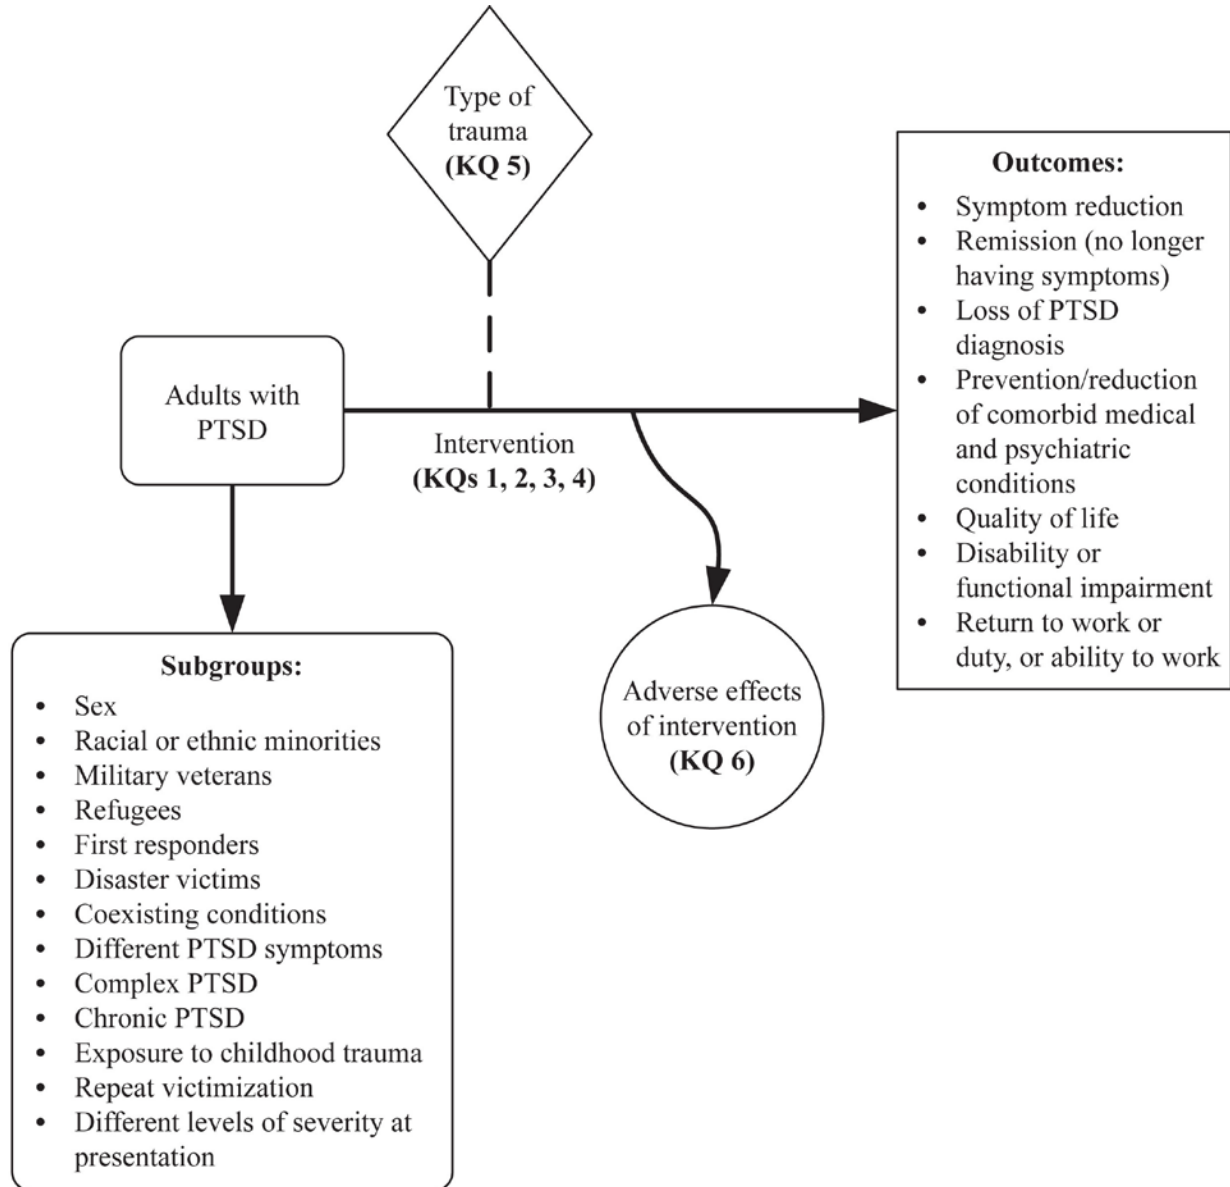 Type of
trauma
(KQ 5)
Adults with
PTSD
Intervention
(KQs 1, 2, 3, 4)
Adverse effects
of intervention
(KQ 6)
Outcomes:
• Symptom reduction
• Remission (no longer
having symptoms)
• Loss of PTSD
diagnosis
• Prevention/reduction
of comorbid medical
and psychiatric
conditions
• Quality of life
• Disability or
functional impairment
• Return to work or
duty, or ability to work
Subgroups:
• Sex
• Racial or ethnic minorities
• Military veterans
• Refugees
• First responders
• Disaster victims
• Coexisting conditions
• Different PTSD symptoms
• Complex PTSD
• Chronic PTSD
• Exposure to childhood trauma
• Repeat victimization
• Different levels of severity at
presentation